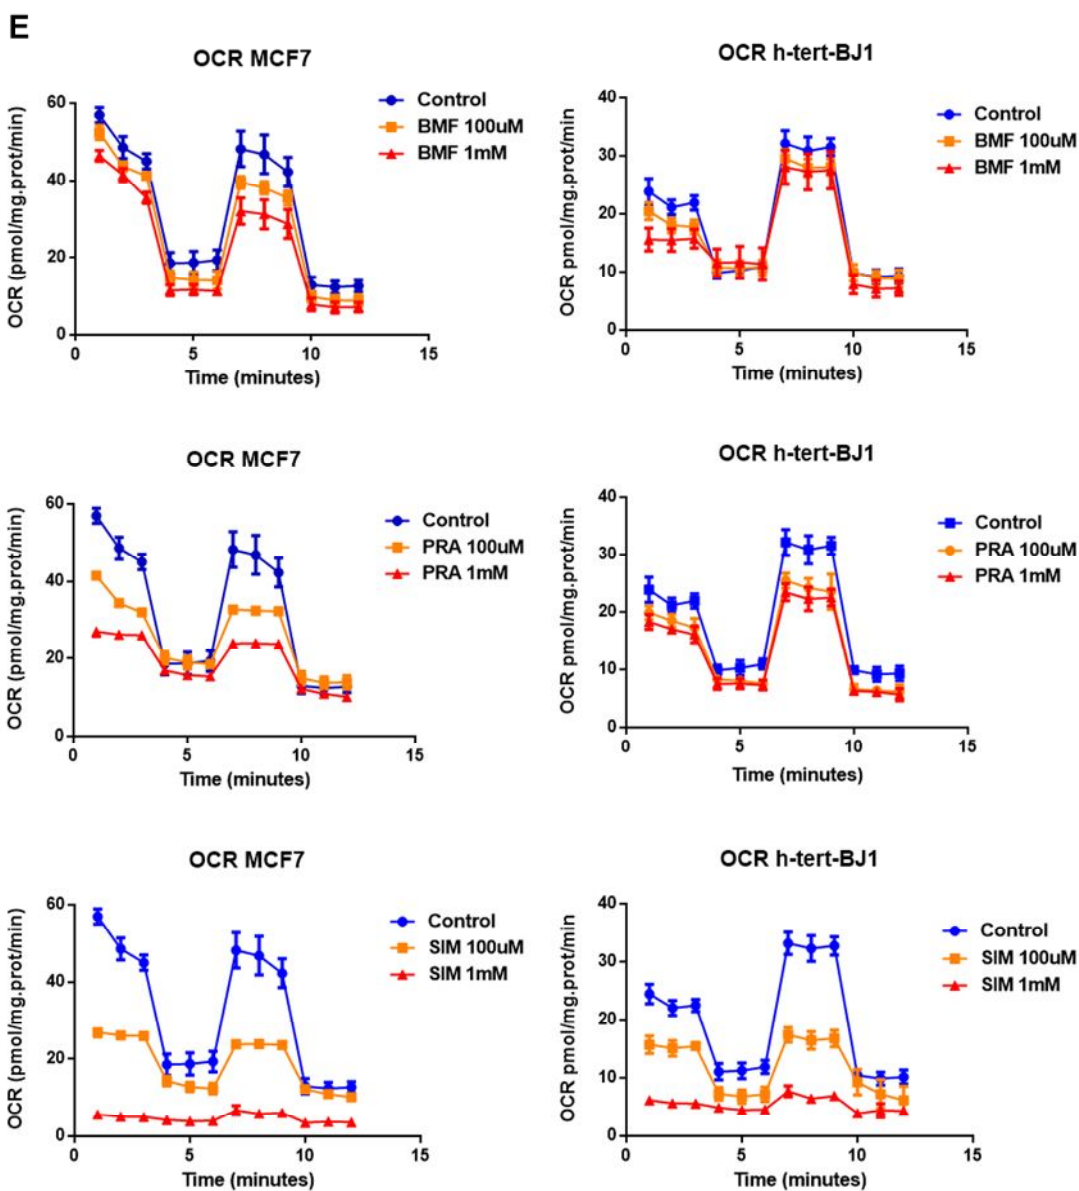 E
OCR MCF7
OCR (pmol/mg.prot/min)
60
40
20
0
0
5
10
15
Time (minutes)
Control
BMF 100uM
BMF 1mM
OCR h-tert-BJ1
OCR pmol/mg.prot/min
40
30
20
10
0
0
5
10
15
Time (minutes)
Control
BMF 100uM
BMF 1mM
OCR MCF7
OCR (pmol/mg.prot/min)
60
40
20
0
0
5
10
15
Time (minutes)
Control
PRA 100uM
PRA 1mM
OCR h-tert-BJ1
OCR pmol/mg.prot/min
40
30
20
10
0
0
5
10
15
Time (minutes)
Control
PRA 100uM
PRA 1mM
OCR MCF7
OCR (pmol/mg.prot/min)
60
40
20
0
0
5
10
15
Time (minutes)
Control
SIM 100uM
SIM 1mM
OCR h-tert-BJ1
OCR pmol/mg.prot/min
40
30
20
10
0
0
5
10
15
Time (minutes)
Control
SIM 100uM
SIM 1mM